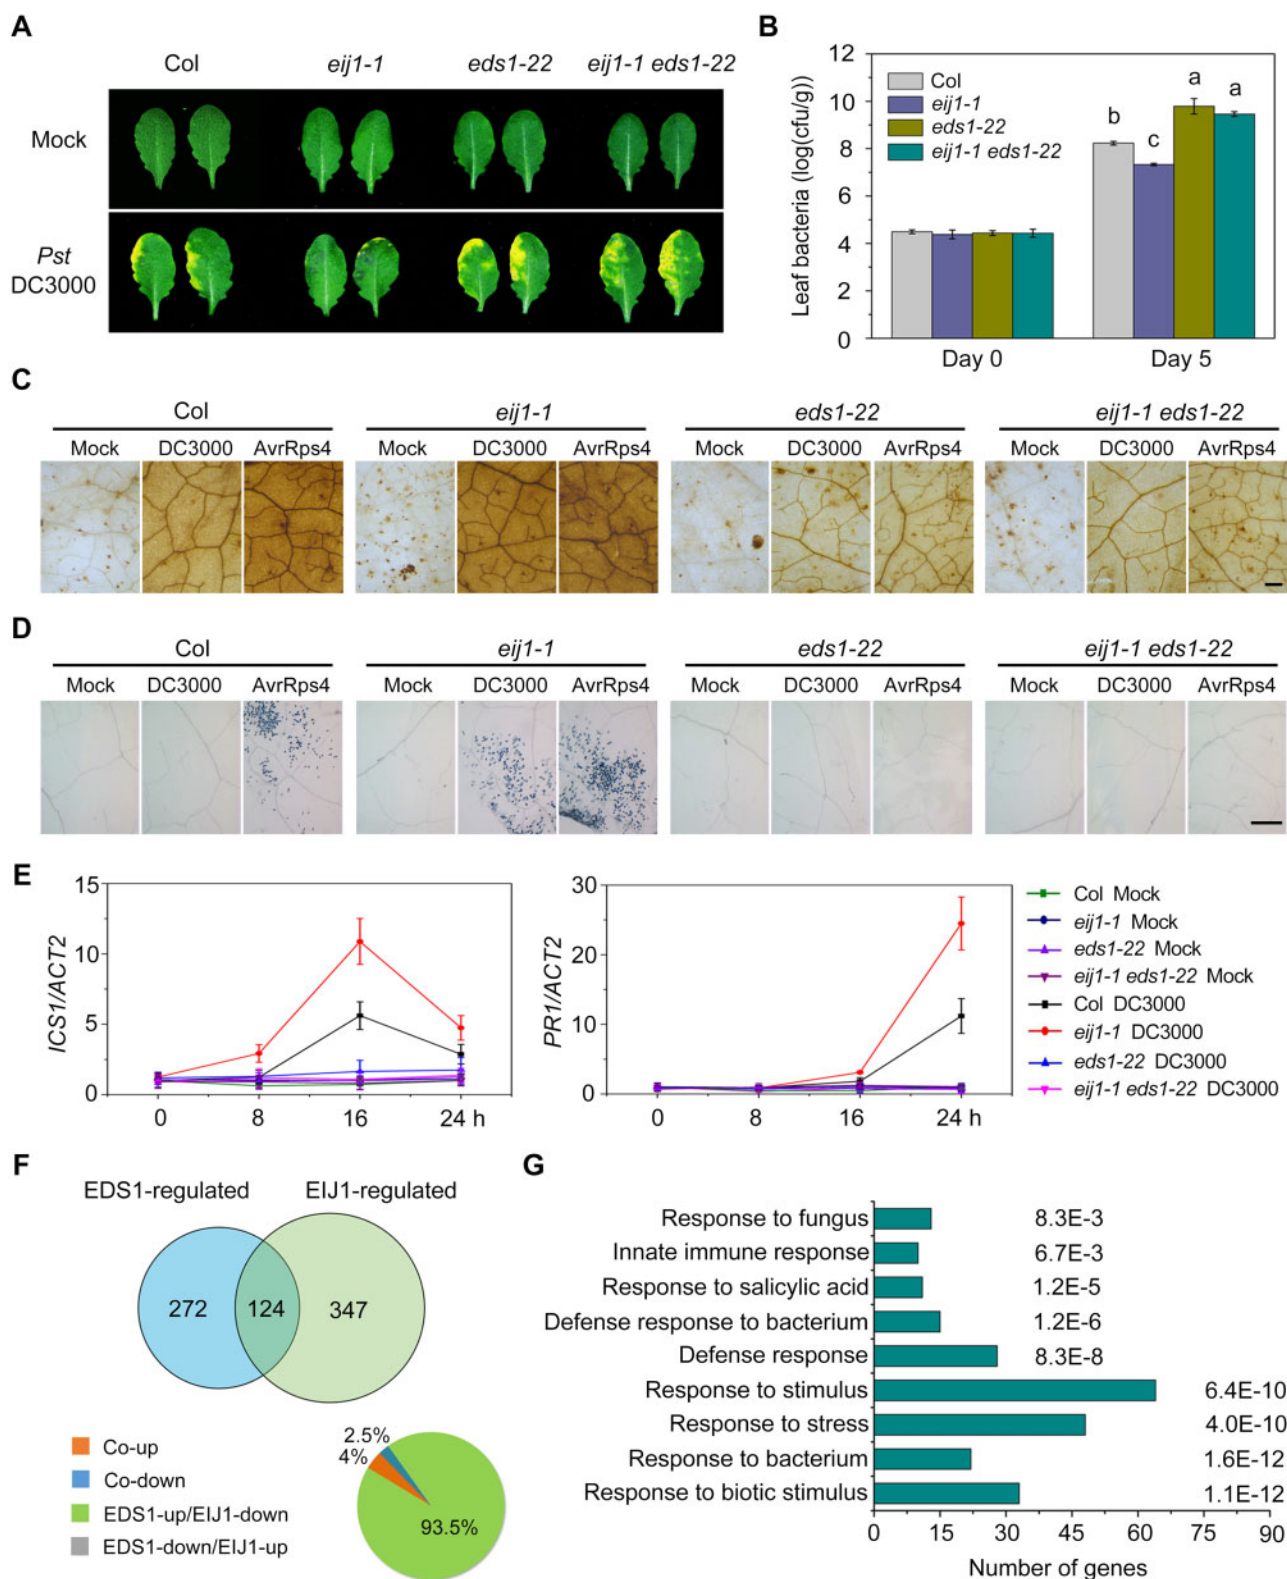 A
Col eij1-1 eds1-22 eij1-1 eds1-22
Mock
Pst
DC3000
B
Leaf bacteria (log(cfu/g))
12
10
8
6
4
2
0
Col
eij1-1
eds1-22
eij1-1 eds1-22
b c a a
Day 0 Day 5
C
Col eij1-1 eds1-22 eij1-1 eds1-22
Mock DC3000 AvrRps4 Mock DC3000 AvrRps4 Mock DC3000 AvrRps4 Mock DC3000 AvrRps4
D
Col eij1-1 eds1-22 eij1-1 eds1-22
Mock DC3000 AvrRps4 Mock DC3000 AvrRps4 Mock DC3000 AvrRps4 Mock DC3000 AvrRps4
E
ICS1/ACT2
15
10
5
0
0 8 16 24 h
PR1/ACT2
30
20
10
0
0 8 16 24 h
Col Mock
eij1-1 Mock
eds1-22 Mock
eij1-1 eds1-22 Mock
Col DC3000
eij1-1 DC3000
eds1-22 DC3000
eij1-1 eds1-22 DC3000
F
EDS1-regulated EIJ1-regulated
272 124 347
Co-up
Co-down
EDS1-up/EIJ1-down
EDS1-down/EIJ1-up
2.5%
4%
93.5%
G
Response to fungus 8.3E-3
Innate immune response 6.7E-3
Response to salicylic acid 1.2E-5
Defense response to bacterium 1.2E-6
Defense response 8.3E-8
Response to stimulus 6.4E-10
Response to stress 4.0E-10
Response to bacterium 1.6E-12
Response to biotic stimulus 1.1E-12
0 15 30 45 60 75 90
Number of genes